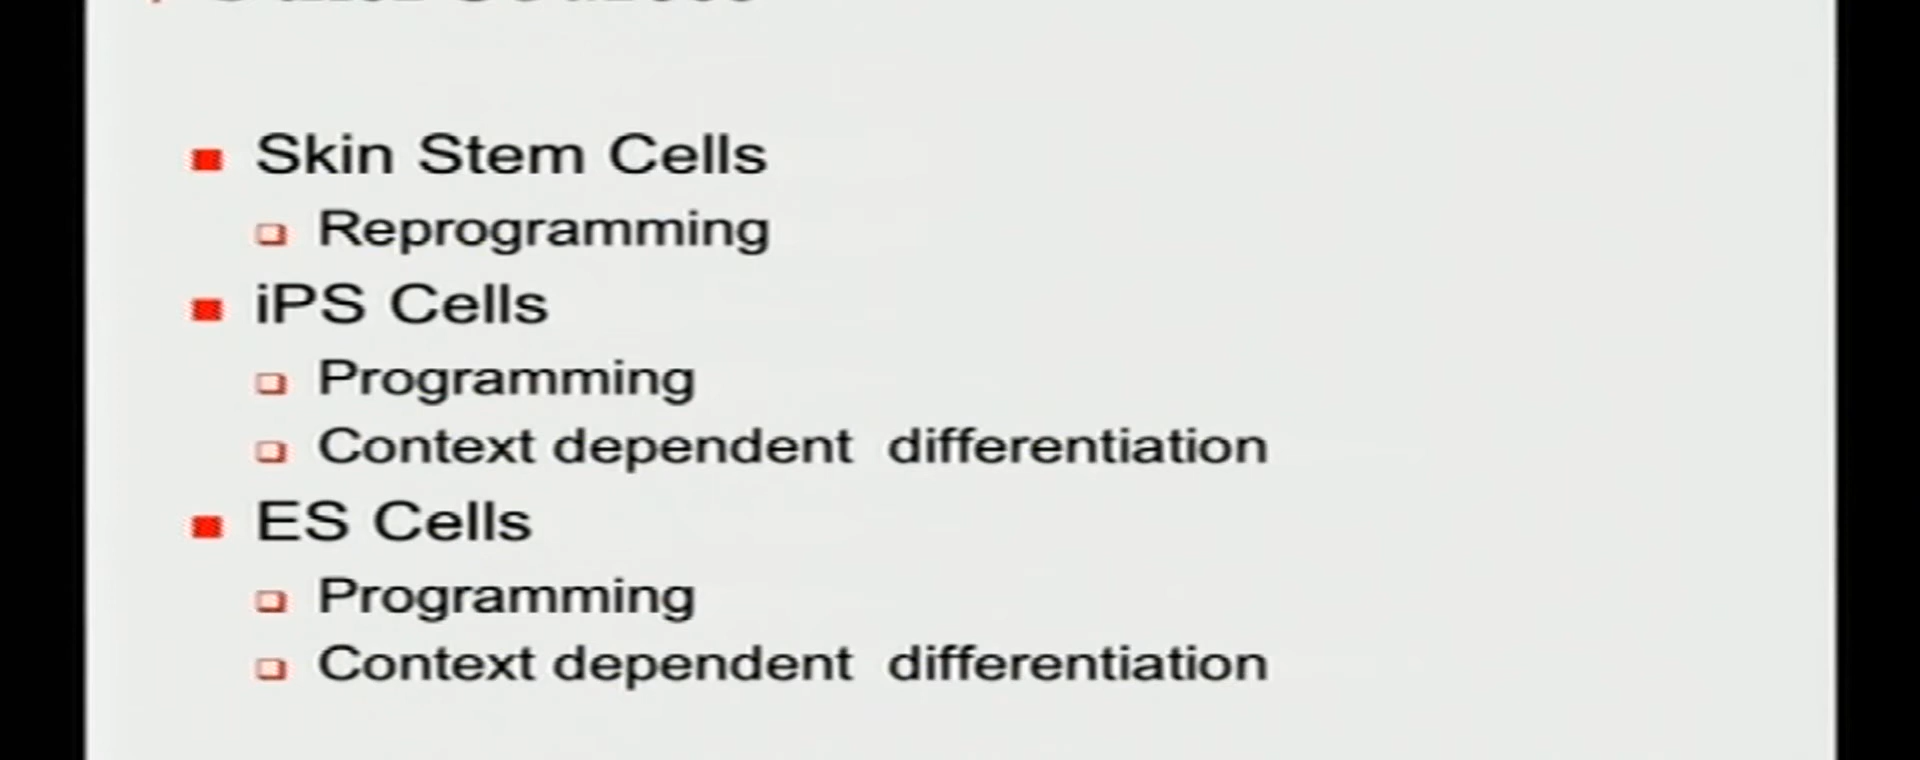 Skin Stem Cells
Reprogramming
iPS Cells
Programming
Context dependent differentiation
ES Cells
Programming
Context dependent differentiation